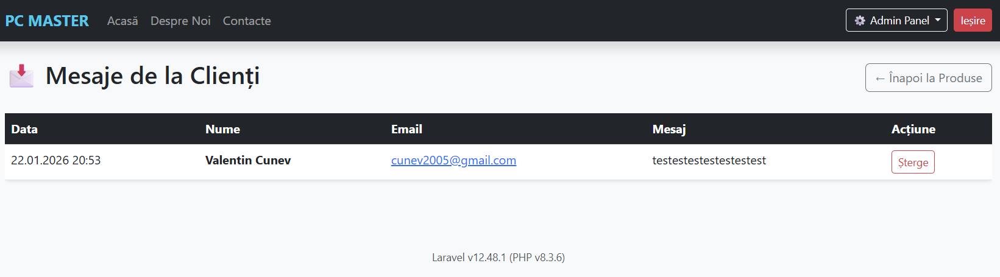 PC MASTER Acasă Despre Noi Contacte Admin Panel Ieșire
Mesaje de la Clienți ← Înapoi la Produse
Data Nume Email Mesaj Acțiune
22.01.2026 20:53 Valentin Cunev cunev2005@gmail.com testestestestestestest Șterge
Laravel v12.48.1 (PHP v8.3.6)